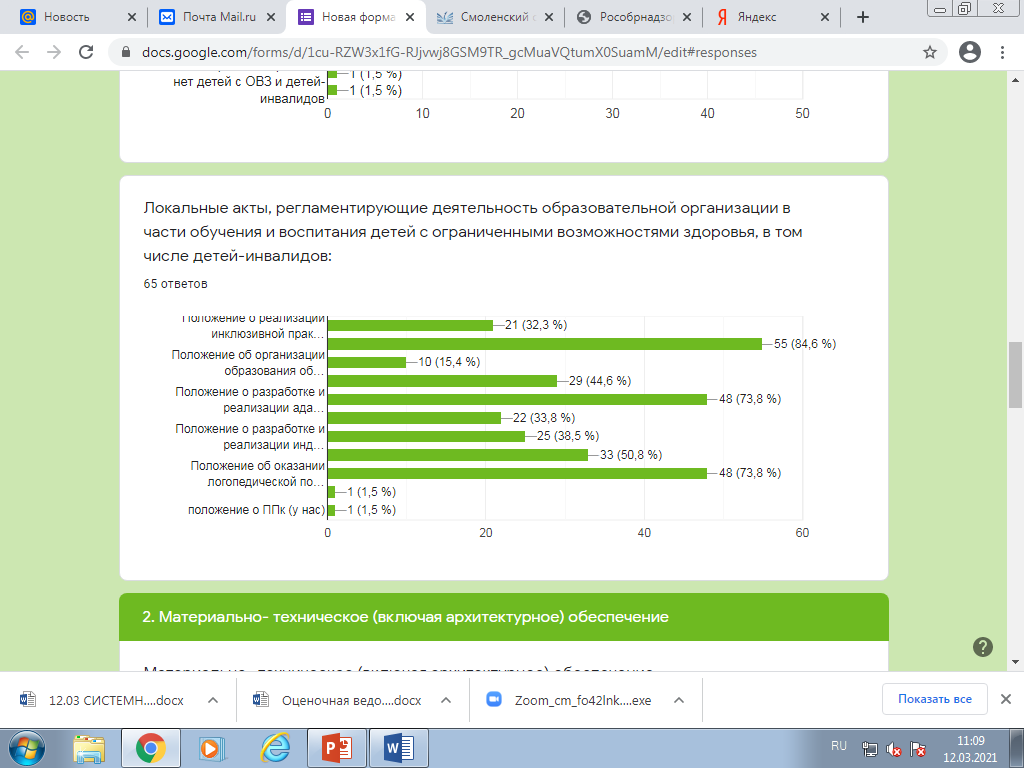 Новость
Почта Mail.ru
Новая форма
Смоленский
Рособрнадзо
Яндекс
docs.google.com/forms/d/1cu-RZW3x1fG-RJjvwj8GSM9TR_gcMuaVQtumX0SuamM/edit#responses
1 (1,5 %)
нет детей с ОВЗ и детей-
инвалидов
1 (1,5 %)
0 10 20 30 40 50
Локальные акты, регламентирующие деятельность образовательной организации в
части обучения и воспитания детей с ограниченными возможностями здоровья, в том
числе детей-инвалидов:
65 ответов
Положение о реализации
инклюзивной прак…
21 (32,3 %)
55 (84,6 %)
Положение об организации
образования об…
10 (15,4 %)
29 (44,6 %)
Положение о разработке и
реализации ада…
48 (73,8 %)
22 (33,8 %)
Положение о разработке и
реализации инд…
25 (38,5 %)
33 (50,8 %)
Положение об оказании
логопедической по…
48 (73,8 %)
1 (1,5 %)
положение о ППк (у нас)
1 (1,5 %)
0 20 40 60
2. Материально- техническое (включая архитектурное) обеспечение
Материально- техническое (включая архитектурное) обеспечение
12.03 СИСТЕМН....docx
Оценочная ведо....docx
Zoom_cm_fo42lnk....exe
Показать все
RU
11:09
12.03.2021